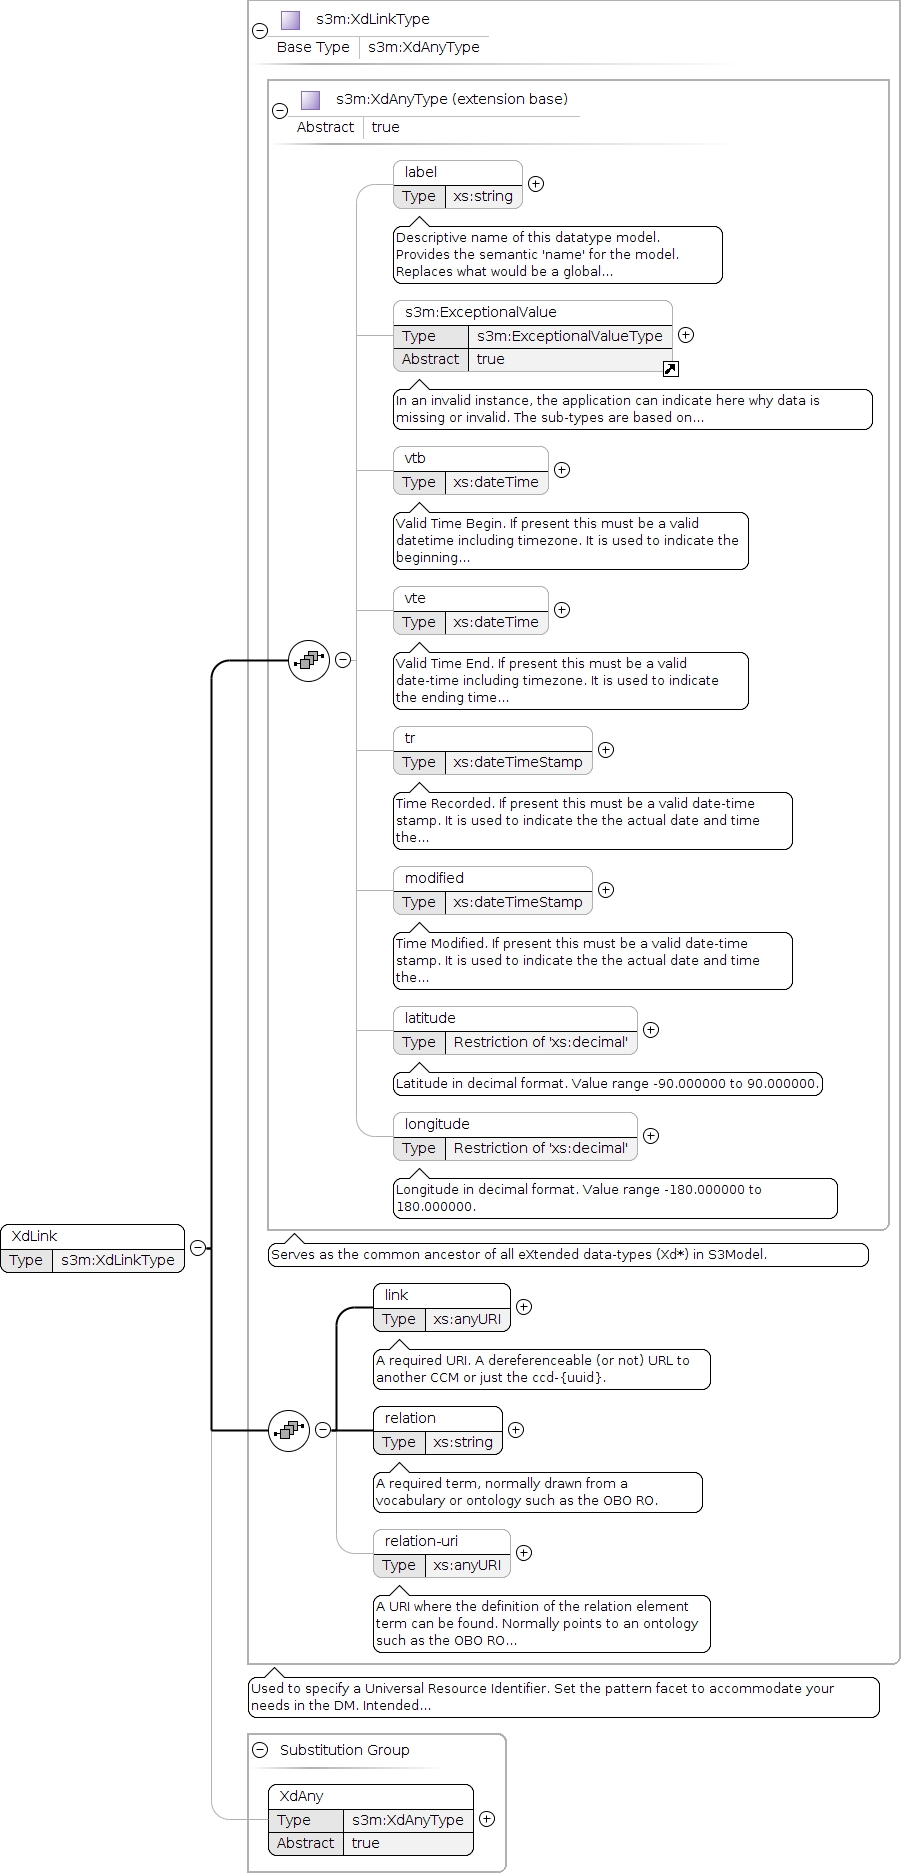 s3m:XdLinkType
Base Type s3m:XdAnyType
s3m:XdAnyType (extension base)
Abstract true
label
Type xs:string
Descriptive name of this datatype model.
Provides the semantic 'name' for the model.
Replaces what would be a global...
s3m:ExceptionalValue
Type s3m:ExceptionalValueType
Abstract true
In an invalid instance, the application can indicate here why data is
missing or invalid. The sub-types are based on...
vtb
Type xs:dateTime
Valid Time Begin. If present this must be a valid
datetime including timezone. It is used to indicate the
beginning...
vte
Type xs:dateTime
Valid Time End. If present this must be a valid
date-time including timezone. It is used to indicate
the ending time...
tr
Type xs:dateTimeStamp
Time Recorded. If present this must be a valid date-time
stamp. It is used to indicate the the actual date and time
the...
modified
Type xs:dateTimeStamp
Time Modified. If present this must be a valid date-time
stamp. It is used to indicate the the actual date and time
the...
latitude
Type Restriction of 'xs:decimal'
Latitude in decimal format. Value range -90.000000 to 90.000000.
longitude
Type Restriction of 'xs:decimal'
Longitude in decimal format. Value range -180.000000 to
180.000000.
XdLink
Type s3m:XdLinkType
Serves as the common ancestor of all eXtended data-types (Xd*) in S3Model.
link
Type xs:anyURI
A required URI. A dereferenceable (or not) URL to
another CCM or just the ccd-{uuid}.
relation
Type xs:string
A required term, normally drawn from a
vocabulary or ontology such as the OBO RO.
relation-uri
Type xs:anyURI
A URI where the definition of the relation element
term can be found. Normally points to an ontology
such as the OBO RO...
Used to specify a Universal Resource Identifier. Set the pattern facet to accommodate your
needs in the DM. Intended...
Substitution Group
XdAny
Type s3m:XdAnyType
Abstract true